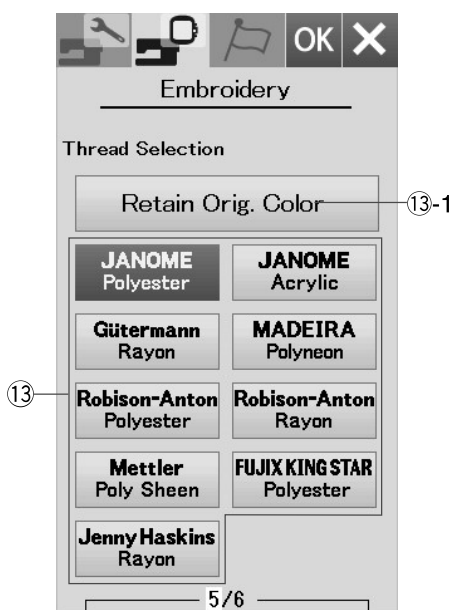 OK
Embroidery
Thread Selection
Retain Orig. Color
⑬-1
JANOME
Polyester
JANOME
Acrylic
Gütermann
Rayon
MADEIRA
Polyneon
⑬
Robison-Anton
Polyester
Robison-Anton
Rayon
Mettler
Poly Sheen
FUJIX KING STAR
Polyester
Jenny Haskins
Rayon
5/6